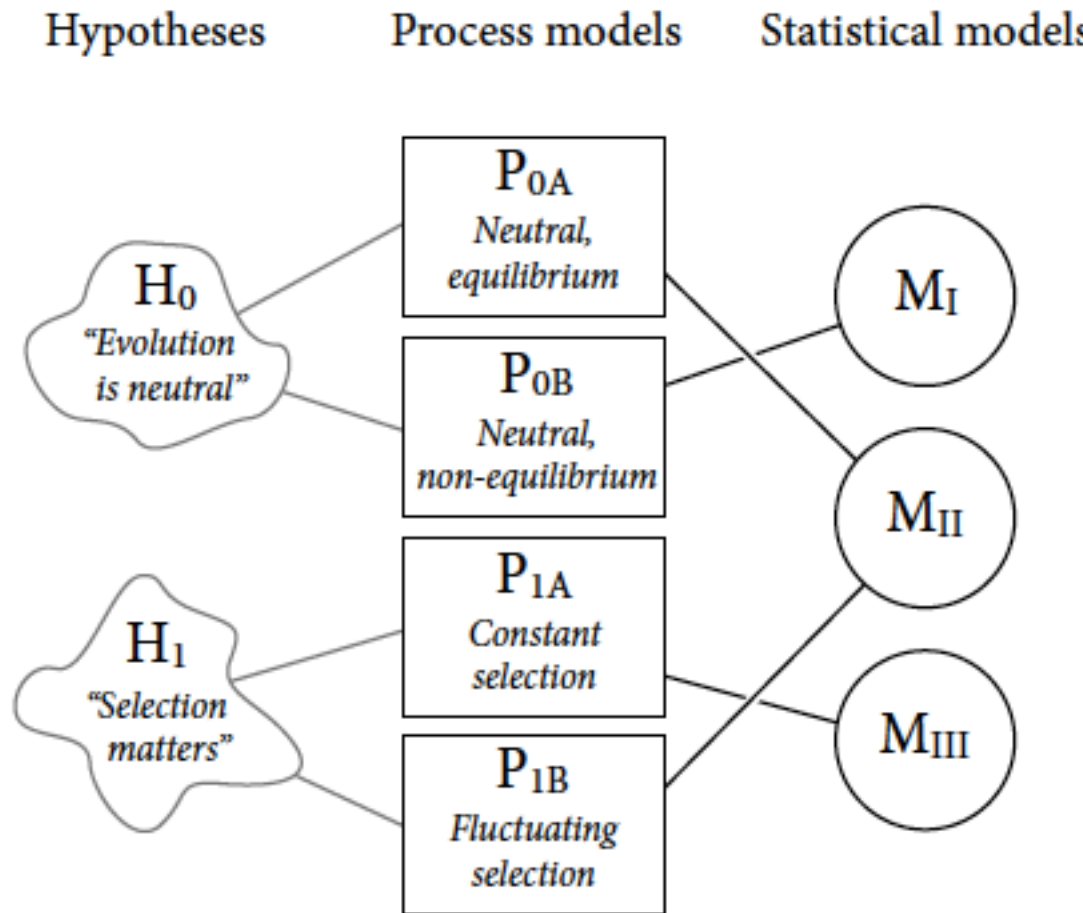 Hypotheses Process models Statistical models
P0A
Neutral,
equilibrium
H0
“Evolution
is neutral”
P0B
Neutral,
non-equilibrium
MI
MII
H1
“Selection
matters”
P1A
Constant
selection
P1B
Fluctuating
selection
MIII